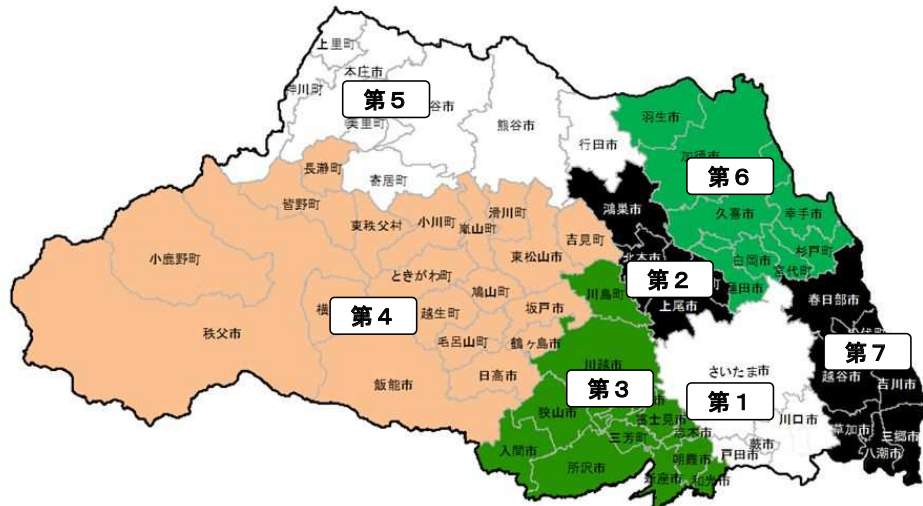 上里町
本庄市
神川町
第５
谷市
美里町
熊谷市
行田市
羽生市
加須市
第６
長瀞町
寄居町
皆野町
鴻巣市
久喜市
幸手市
東秩父村
小川町
滑川町
嵐山町
吉見町
小鹿野町
東松山市
北本市
白岡市
杉戸町
宮代町
ときがわ町
第２
蓮田市
川島町
上尾市
春日部市
鳩山町
横
第４
越生町
坂戸市
秩父市
毛呂山町
鶴ヶ島市
川越市
さいたま市
第７
越谷市
吉川市
飯能市
日高市
第３
第１
狭山市
富士見市
川口市
三芳町
志木市
草加市
三郷市
入間市
蕨市
戸田市
八潮市
朝霞市
所沢市
新座市
和光市